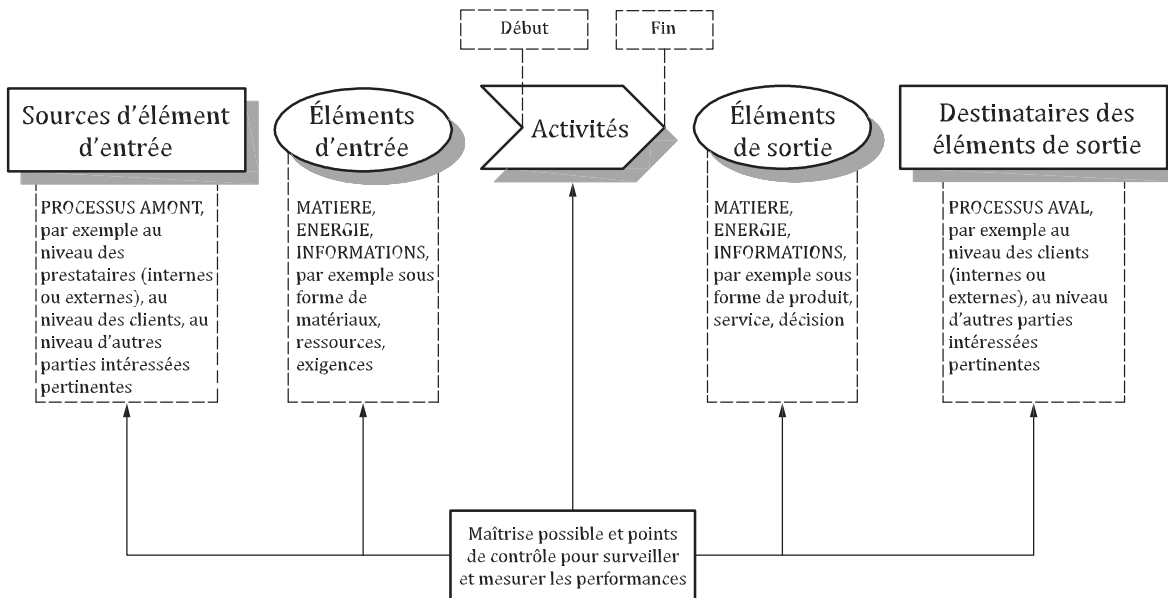 Début
Fin
Sources d'élément
d'entrée
Éléments
d'entrée
Activités
Éléments
de sortie
Destinataires des
éléments de sortie
PROCESSUS AMONT,
par exemple au
niveau des
prestataires (internes
ou externes), au
niveau des clients, au
niveau d'autres
parties intéressées
pertinentes
MATIERE,
ENERGIE,
INFORMATIONS,
par exemple sous
forme de
matériaux,
ressources,
exigences
MATIERE,
ENERGIE,
INFORMATIONS,
par exemple sous
forme de produit,
service, décision
PROCESSUS AVAL,
par exemple au
niveau des clients
(internes ou
externes), au niveau
d'autres parties
intéressées
pertinentes
Maîtrise possible et points
de contrôle pour surveiller
et mesurer les performances